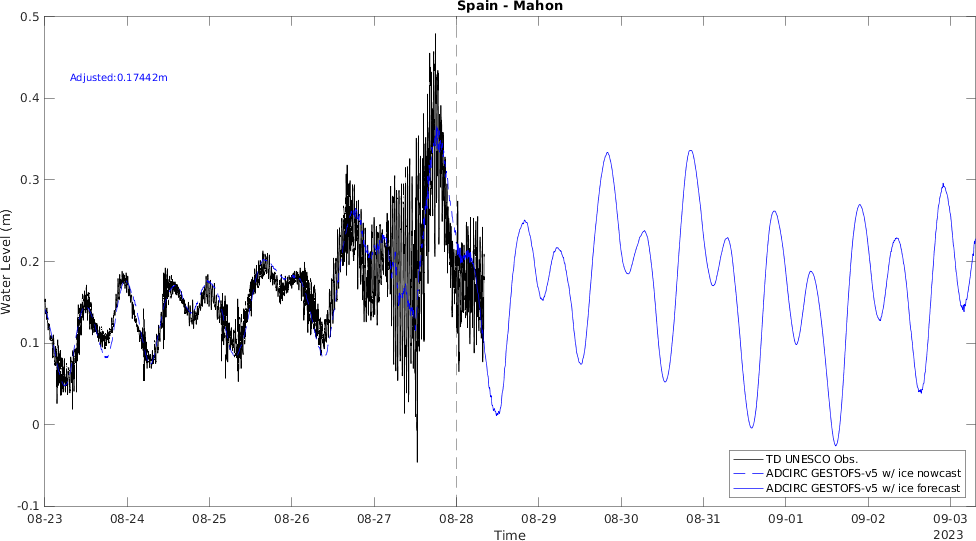 Spain - Mahon
0.5
0.4
0.3
0.2
0.1
0
-0.1
Water Level (m)
Adjusted:0.17442m
TD UNESCO Obs.
ADCIRC GESTOFS-v5 w/ ice nowcast
ADCIRC GESTOFS-v5 w/ ice forecast
08-23 08-24 08-25 08-26 08-27 08-28 08-29 08-30 08-31 09-01 09-02 09-03
Time
2023